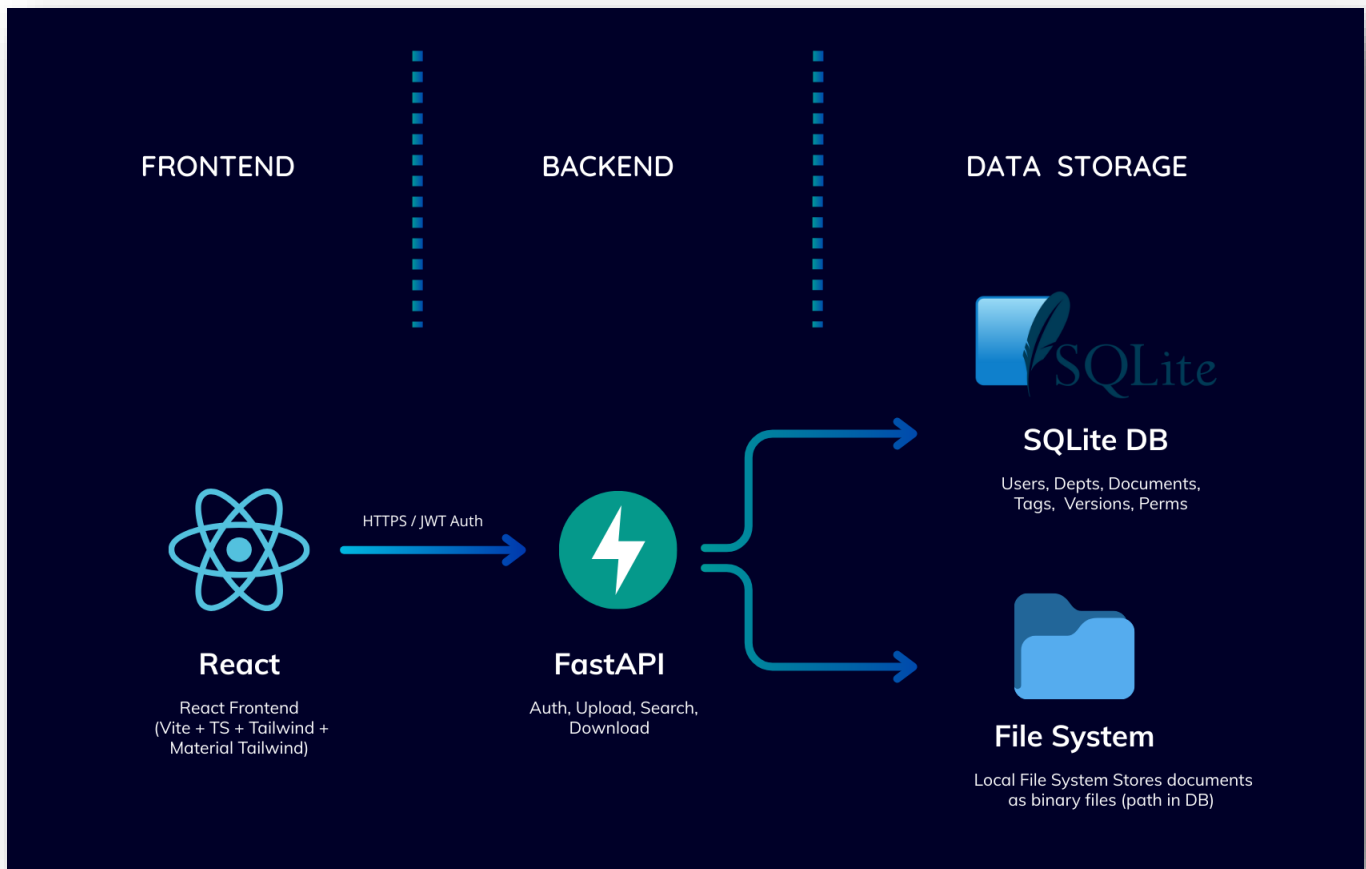 FRONTEND
BACKEND
DATA STORAGE
SQLite
SQLite DB
Users, Depts, Documents,
Tags, Versions, Perms
HTTPS / JWT Auth
React
React Frontend
(Vite + TS + Tailwind +
Material Tailwind)
FastAPI
Auth, Upload, Search,
Download
File System
Local File System Stores documents
as binary files (path in DB)